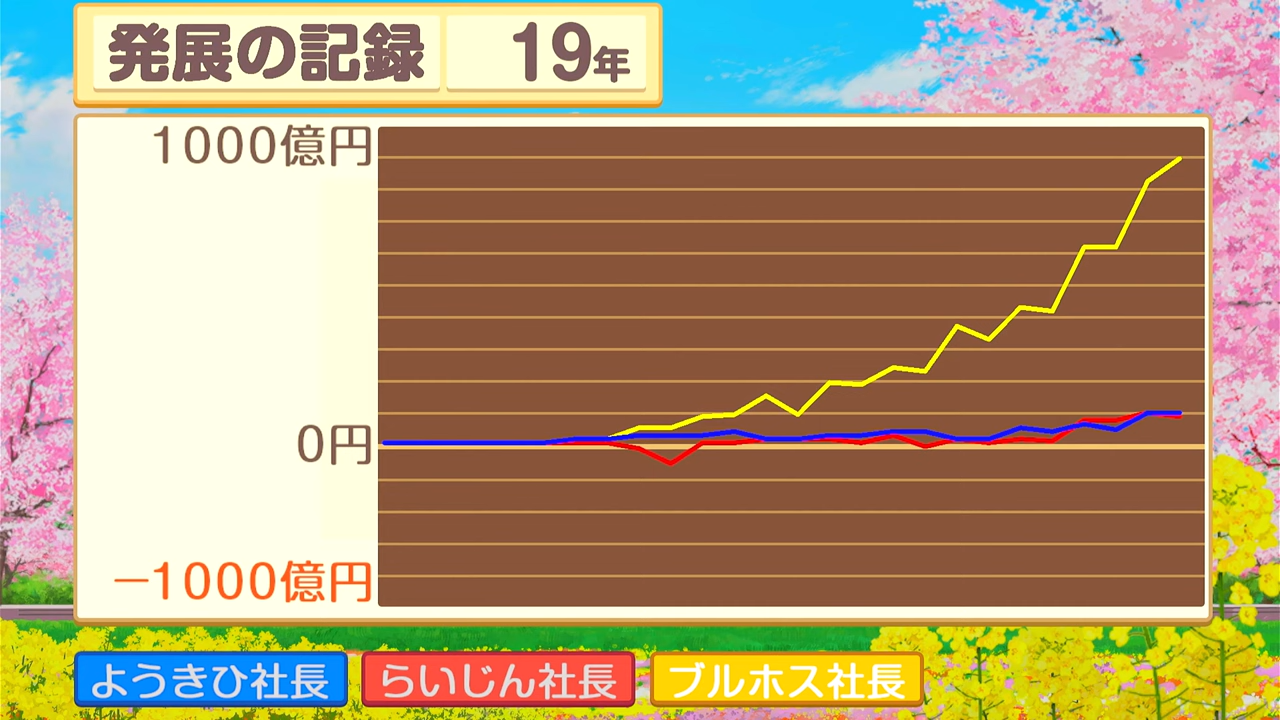 発展の記録 19年
1000億円
0円
−1000億円
ようきひ社長 らいじん社長 ブルホス社長